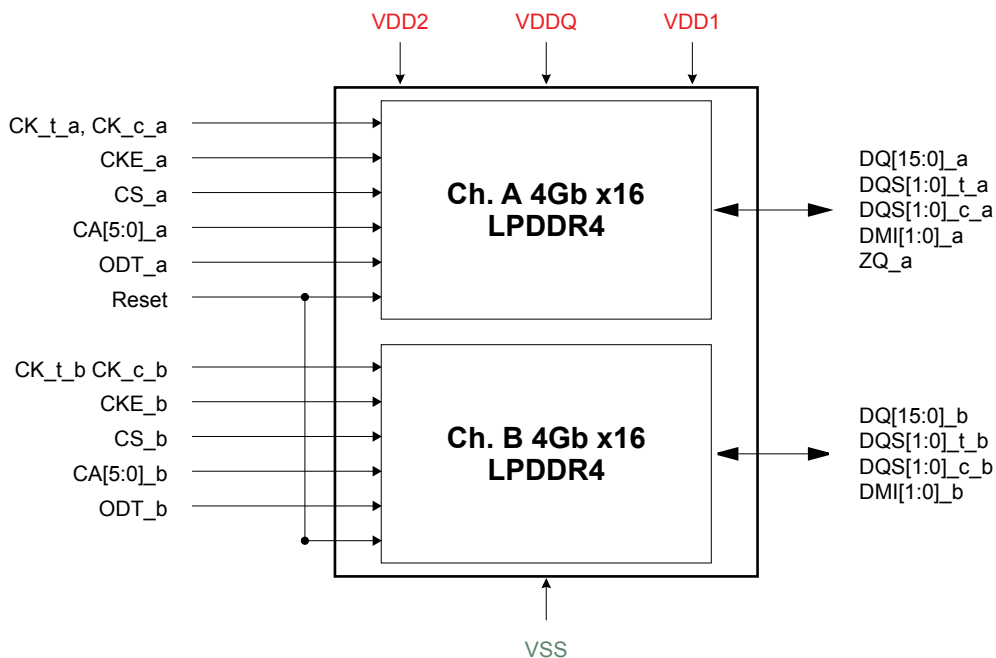 VDD2
VDDQ
VDD1
CK_t_a, CK_c_a
CKE_a
CS_a
CA[5:0]_a
ODT_a
Reset
Ch. A 4Gb x16
LPDDR4
DQ[15:0]_a
DQS[1:0]_t_a
DQS[1:0]_c_a
DMI[1:0]_a
ZQ_a
CK_t_b CK_c_b
CKE_b
CS_b
CA[5:0]_b
ODT_b
Ch. B 4Gb x16
LPDDR4
DQ[15:0]_b
DQS[1:0]_t_b
DQS[1:0]_c_b
DMI[1:0]_b
VSS